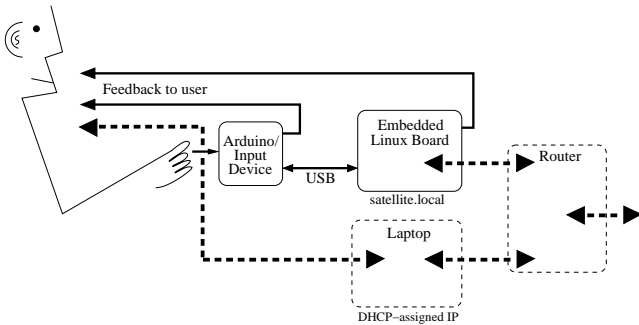 Feedback to user
Arduino/
Input
Device
USB
Embedded
Linux Board
satellite.local
Router
Laptop
DHCP−assigned IP